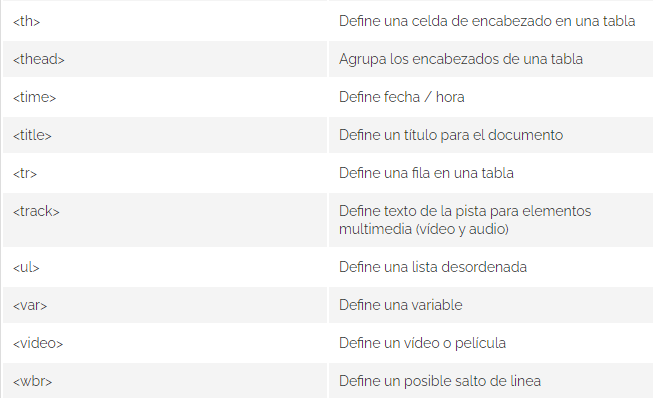 <th> Define una celda de encabezado en una tabla
<thead> Agrupa los encabezados de una tabla
<time> Define fecha / hora
<title> Define un título para el documento
<tr> Define una fila en una tabla
<track> Define texto de la pista para elementos
multimedia (vídeo y audio)
<ul> Define una lista desordenada
<var> Define una variable
<video> Define un vídeo o película
<wbr> Define un posible salto de linea